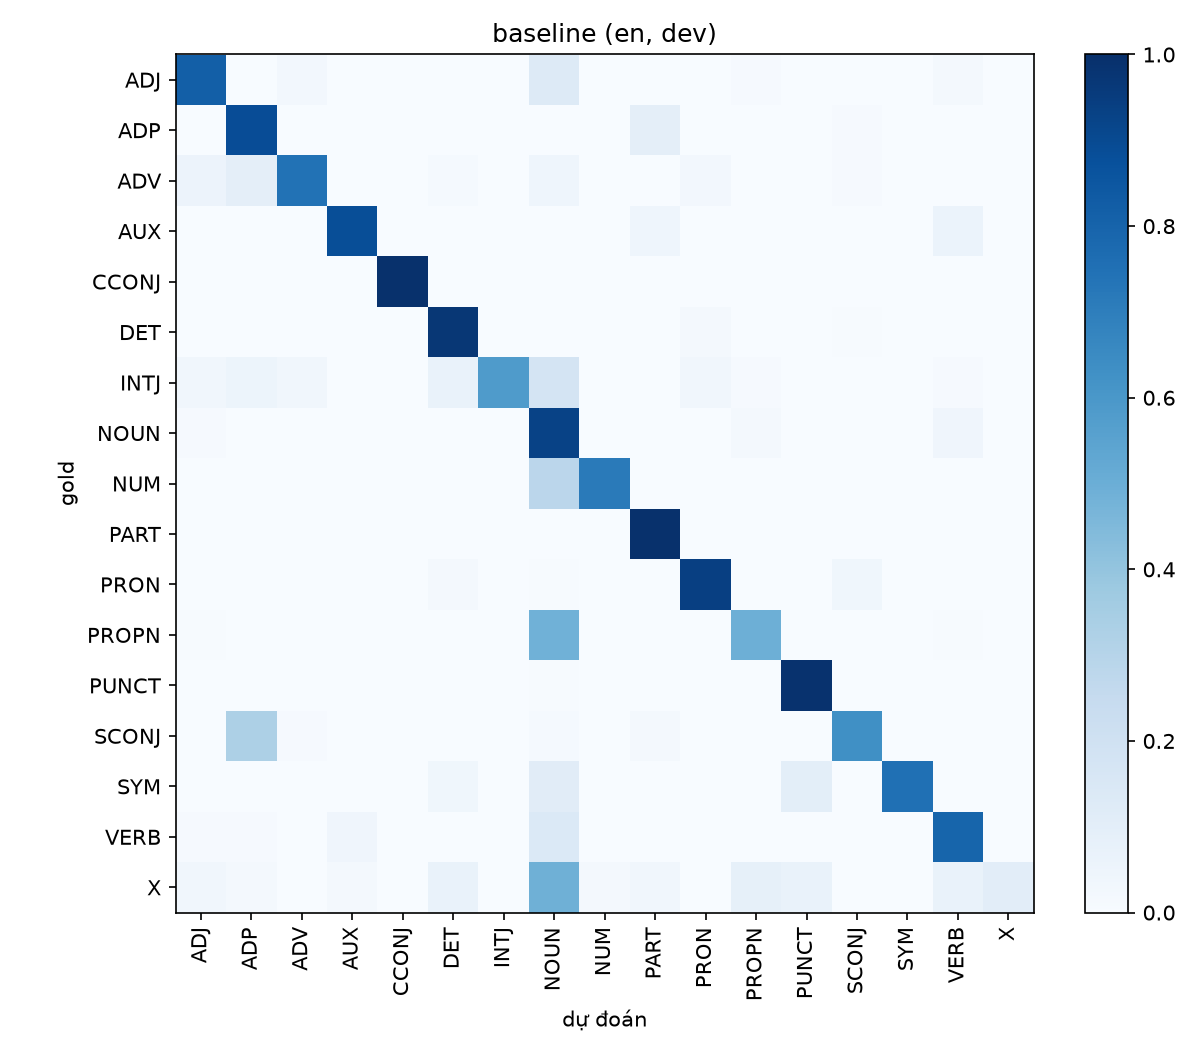 baseline (en, dev)
ADJ
ADP
ADV
AUX
CCONJ
DET
INTJ
NOUN
NUM
PART
PRON
PROPN
PUNCT
SCONJ
SYM
VERB
X
gold
ADJ
ADP
ADV
AUX
CCONJ
DET
INTJ
NOUN
NUM
PART
PRON
PROPN
PUNCT
SCONJ
SYM
VERB
X
dự đoán
1.0
0.8
0.6
0.4
0.2
0.0